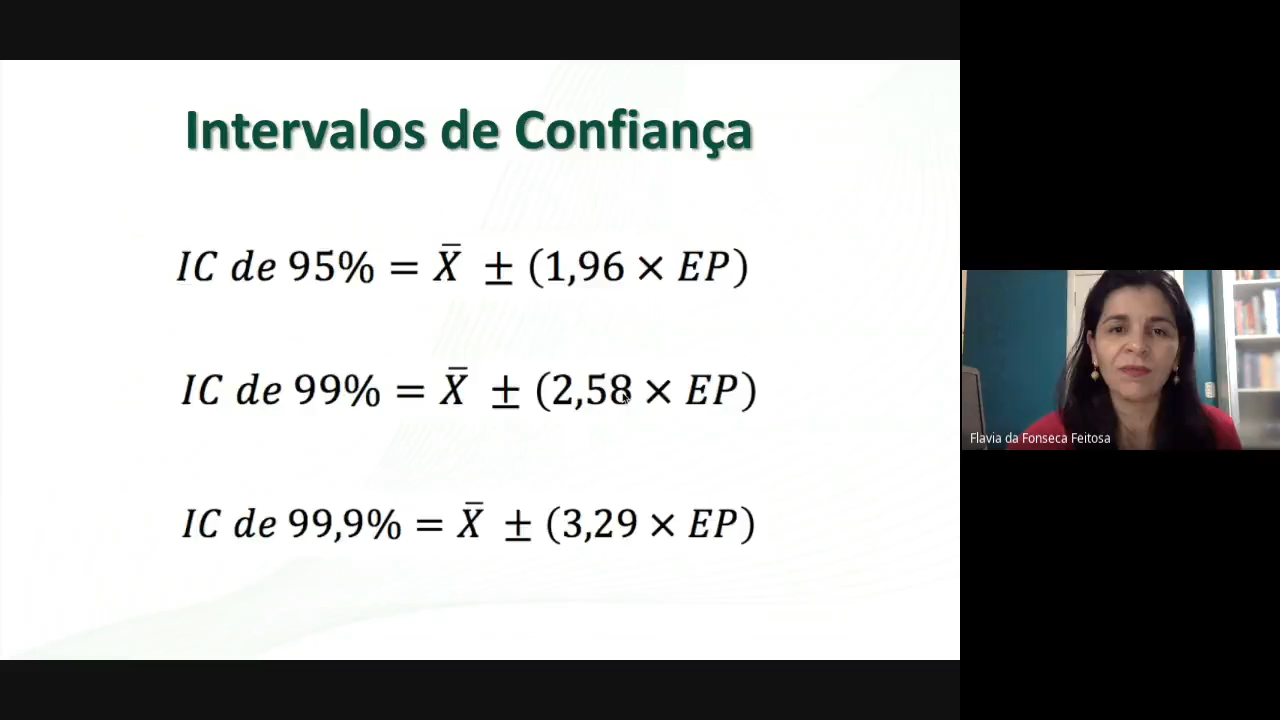 Intervalos de Confiança
IC de 95% = X̅ ± (1,96 × EP)
IC de 99% = X̅ ± (2,58 × EP)
IC de 99,9% = X̅ ± (3,29 × EP)
Flavia da Fonseca Feitosa